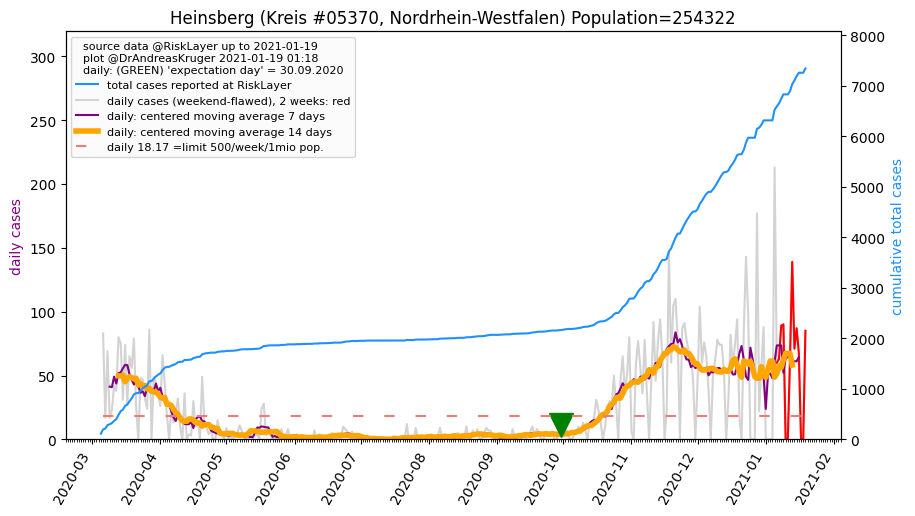 Heinsberg (Kreis #05370, Nordrhein-Westfalen) Population=254322
source data @RiskLayer up to 2021-01-19
plot @DrAndreasKruger 2021-01-19 01:18
daily: (GREEN) 'expectation day' = 30.09.2020
total cases reported at RiskLayer
daily cases (weekend-flawed), 2 weeks: red
daily: centered moving average 7 days
daily: centered moving average 14 days
daily 18.17 =limit 500/week/1mio pop.
daily cases
300
250
200
150
100
50
0
cumulative total cases
8000
7000
6000
5000
4000
3000
2000
1000
0
2020-03
2020-04
2020-05
2020-06
2020-07
2020-08
2020-09
2020-10
2020-11
2020-12
2021-01
2021-02